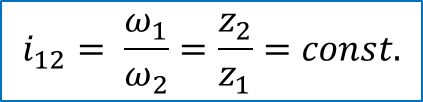 i₁₂ = ω₁/ω₂ = z₂/z₁ = const.